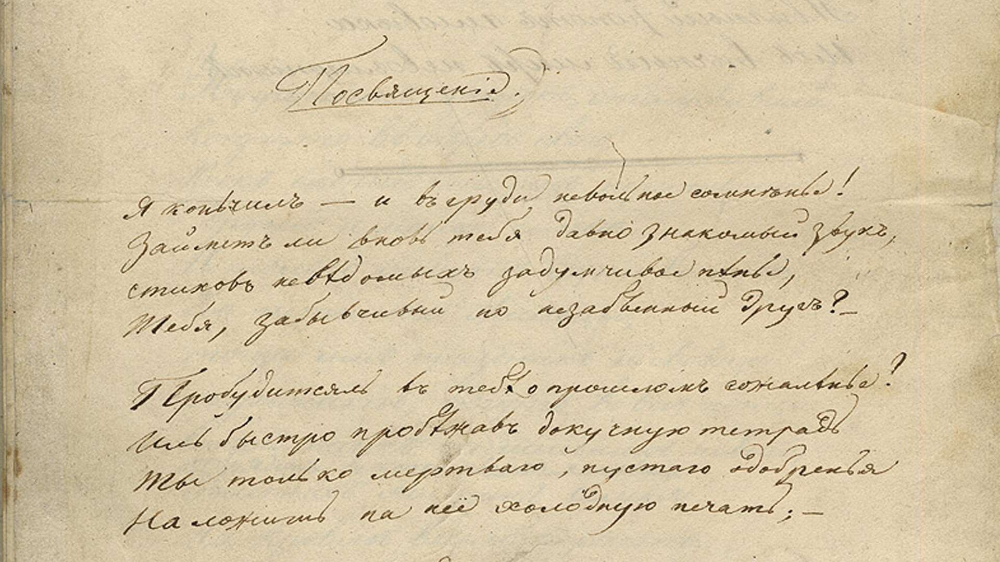 Посвященіе.
Я коньчилъ — и въ груди невольное сомнѣнье!
Займетъ ли вновь тебя давно знакомый звукъ,
стиховъ невѣдомыхъ задумчивое пѣнье,
Тебя, забывчивый но незабвенный другъ? —
Пробудится ль въ тебѣ о прошломъ сожалѣнье?
Иль быстро пробѣжавъ докучную тетрадь
Ты только мертваго, пустаго одобренья
Наложишь на неё холодную печать; —